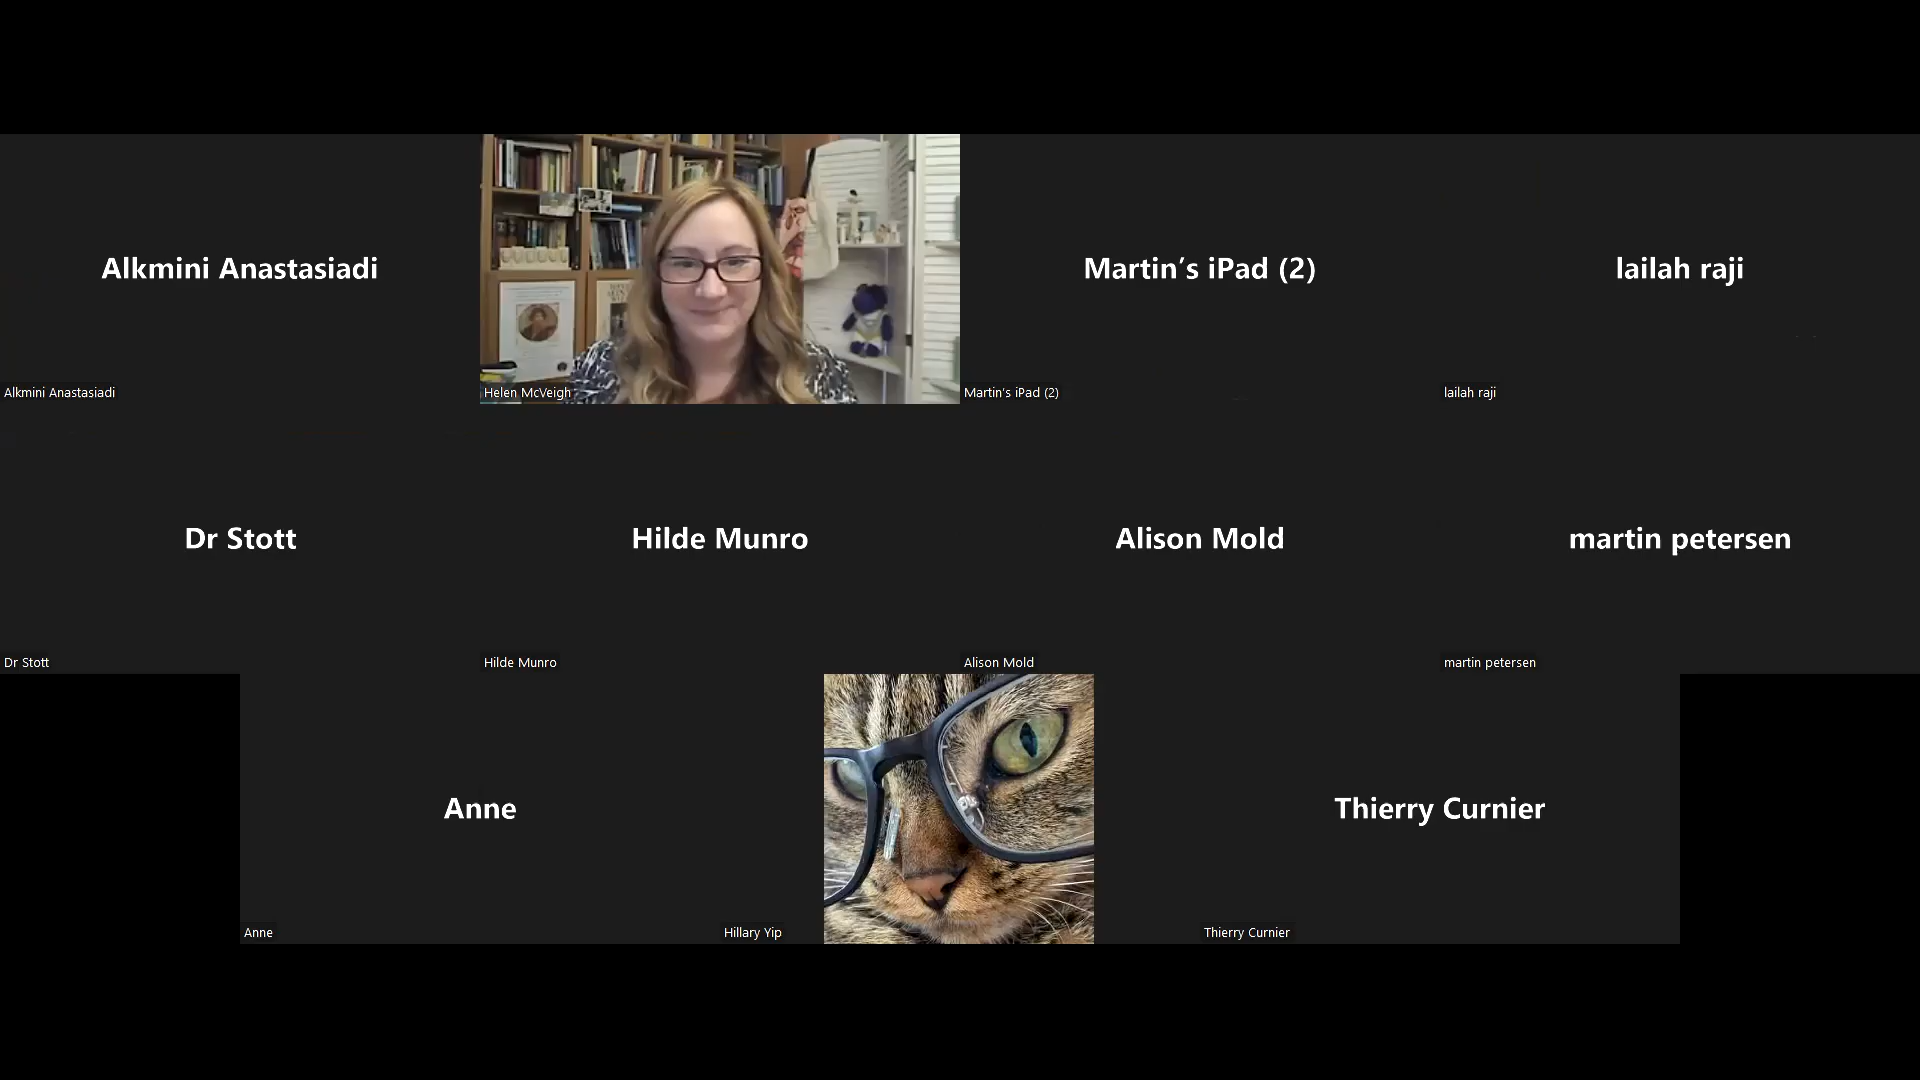 Alkmini Anastasiadi
Alkmini Anastasiadi
Helen McVeigh
Martin’s iPad (2)
Martin’s iPad (2)
lailah raji
lailah raji
Dr Stott
Dr Stott
Hilde Munro
Hilde Munro
Alison Mold
Alison Mold
martin petersen
martin petersen
Anne
Anne
Hillary Yip
Thierry Curnier
Thierry Curnier